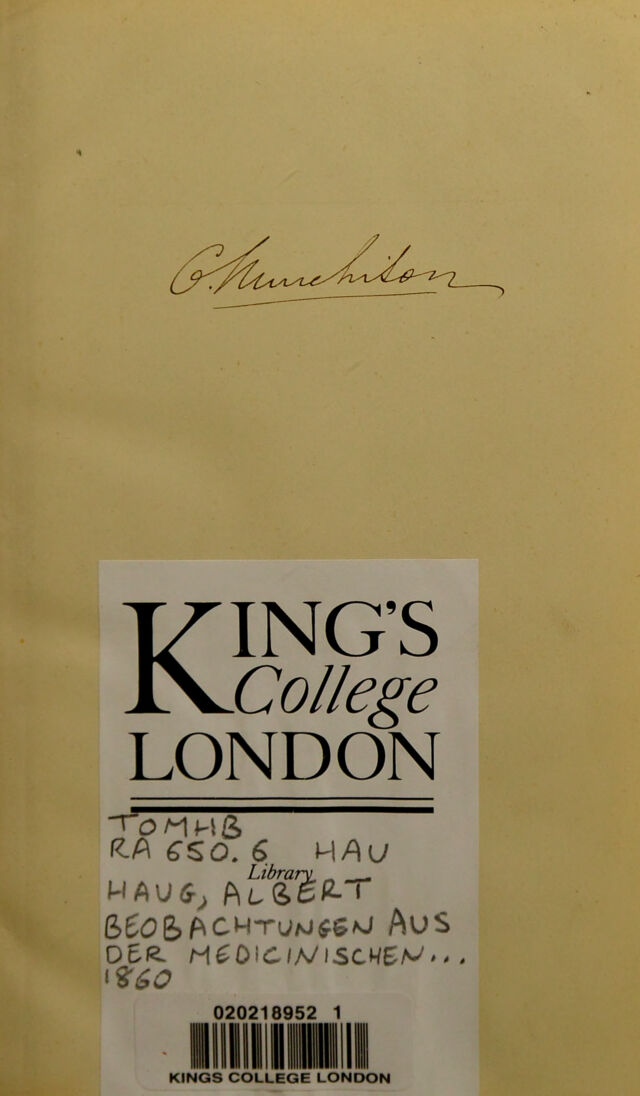 C. Murchison
KING'S
College
LONDON
TOMHB
RA 650. 6 HAU
Library
HAUG, ALBERT
BEOBACHTUNGEN AUS
DER MEDICINISCHEN...
1860
020218952 1
KINGS COLLEGE LONDON